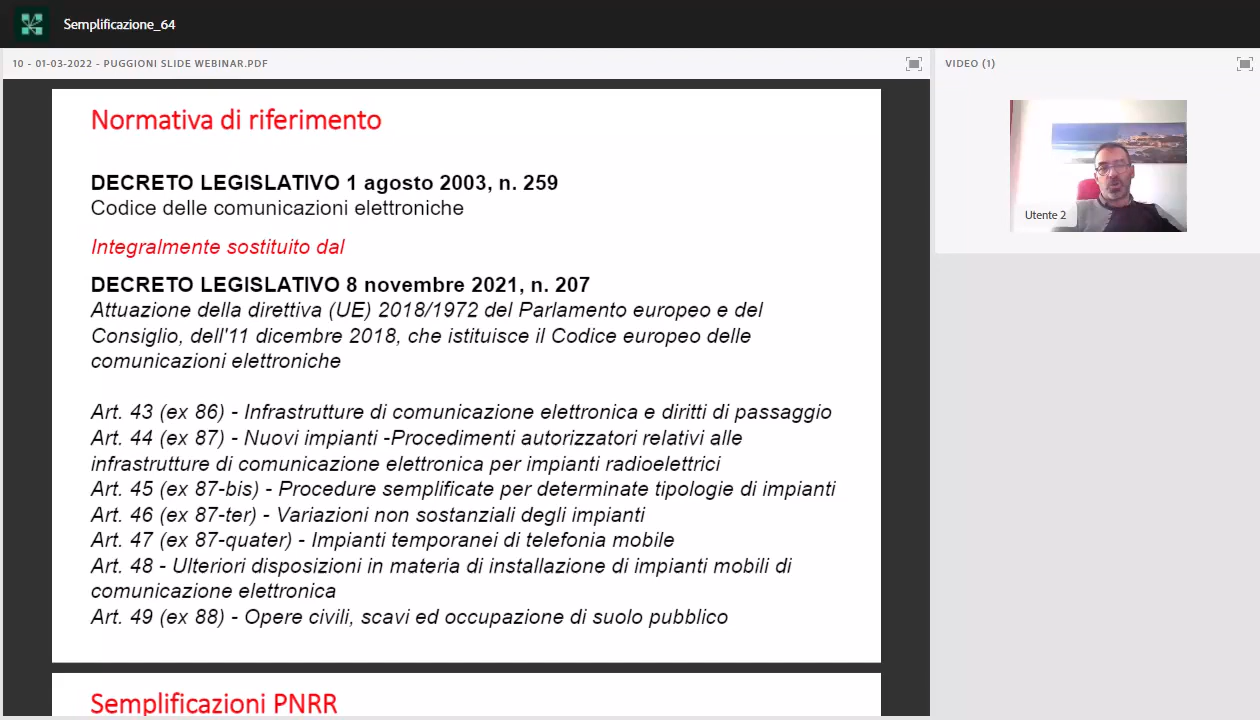 Semplificazione_64
10 - 01-03-2022 - PUGGIONI SLIDE WEBINAR.PDF
VIDEO (1)
Normativa di riferimento
DECRETO LEGISLATIVO 1 agosto 2003, n. 259
Codice delle comunicazioni elettroniche
Integralmente sostituito dal
DECRETO LEGISLATIVO 8 novembre 2021, n. 207
Attuazione della direttiva (UE) 2018/1972 del Parlamento europeo e del
Consiglio, dell'11 dicembre 2018, che istituisce il Codice europeo delle
comunicazioni elettroniche
Art. 43 (ex 86) - Infrastrutture di comunicazione elettronica e diritti di passaggio
Art. 44 (ex 87) - Nuovi impianti -Procedimenti autorizzatori relativi alle
infrastrutture di comunicazione elettronica per impianti radioelettrici
Art. 45 (ex 87-bis) - Procedure semplificate per determinate tipologie di impianti
Art. 46 (ex 87-ter) - Variazioni non sostanziali degli impianti
Art. 47 (ex 87-quater) - Impianti temporanei di telefonia mobile
Art. 48 - Ulteriori disposizioni in materia di installazione di impianti mobili di
comunicazione elettronica
Art. 49 (ex 88) - Opere civili, scavi ed occupazione di suolo pubblico
Semplificazioni PNRR
Utente 2